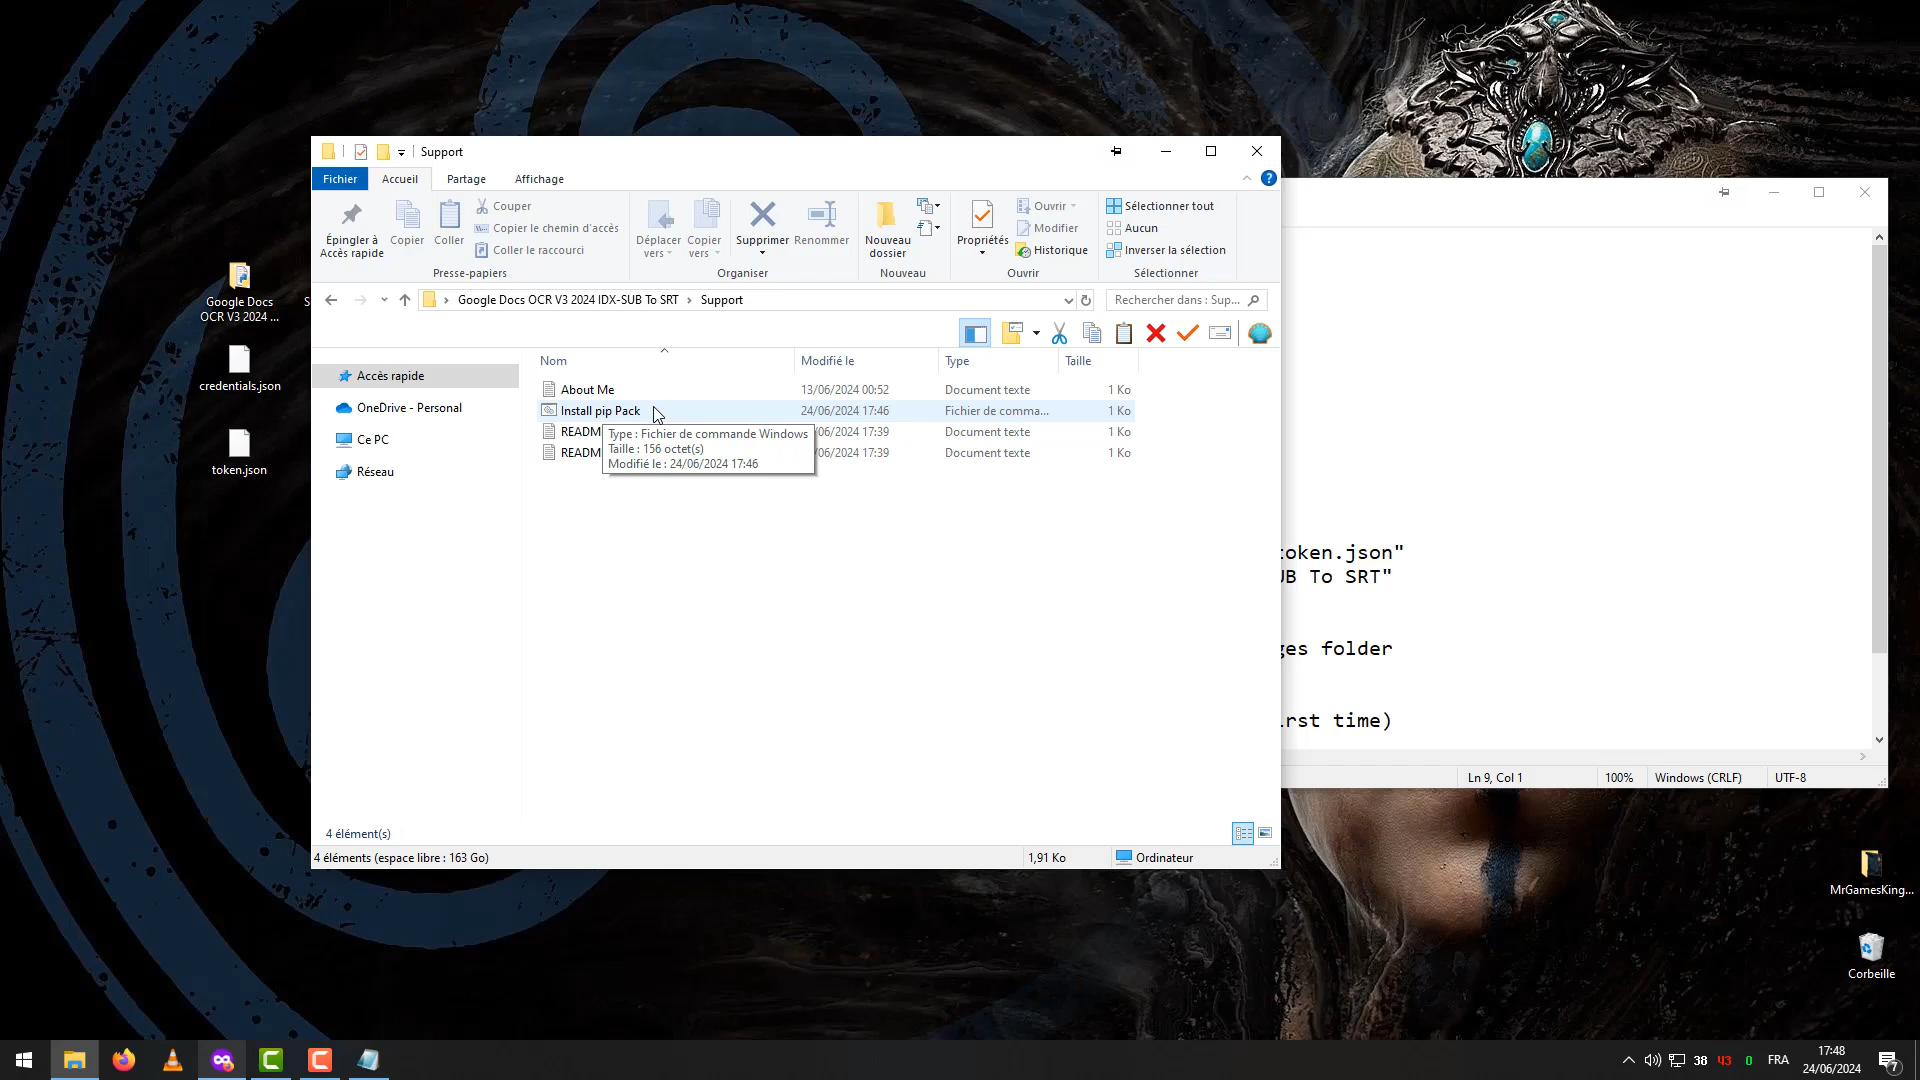 Support
Fichier
Accueil
Partage
Affichage
Épingler à
Accès rapide
Copier
Coller
Couper
Copier le chemin d'accès
Coller le raccourci
Presse-papiers
Déplacer
vers
Copier
vers
Supprimer
Renommer
Organiser
Nouveau
dossier
Nouveau
Propriétés
Ouvrir
Modifier
Historique
Ouvrir
Sélectionner tout
Aucun
Inverser la sélection
Sélectionner
Google Docs OCR V3 2024 IDX-SUB To SRT > Support
Rechercher dans : Sup...
Nom Modifié le Type Taille
About Me 13/06/2024 00:52 Document texte 1 Ko
Install pip Pack 24/06/2024 17:46 Fichier de comma... 1 Ko
READM /06/2024 17:39 Document texte 1 Ko
READM /06/2024 17:39 Document texte 1 Ko
Type : Fichier de commande Windows
Taille : 156 octet(s)
Modifié le : 24/06/2024 17:46
Accès rapide
OneDrive - Personal
Ce PC
Réseau
4 élément(s)
4 éléments (espace libre : 163 Go) 1,91 Ko Ordinateur
Google Docs
OCR V3 2024 ...
S
credentials.json
token.json
token.json"
UB To SRT"
ges folder
irst time)
Ln 9, Col 1 100% Windows (CRLF) UTF-8
MrGamesKing...
Corbeille
38 43 0 FRA
17:48
24/06/2024
7